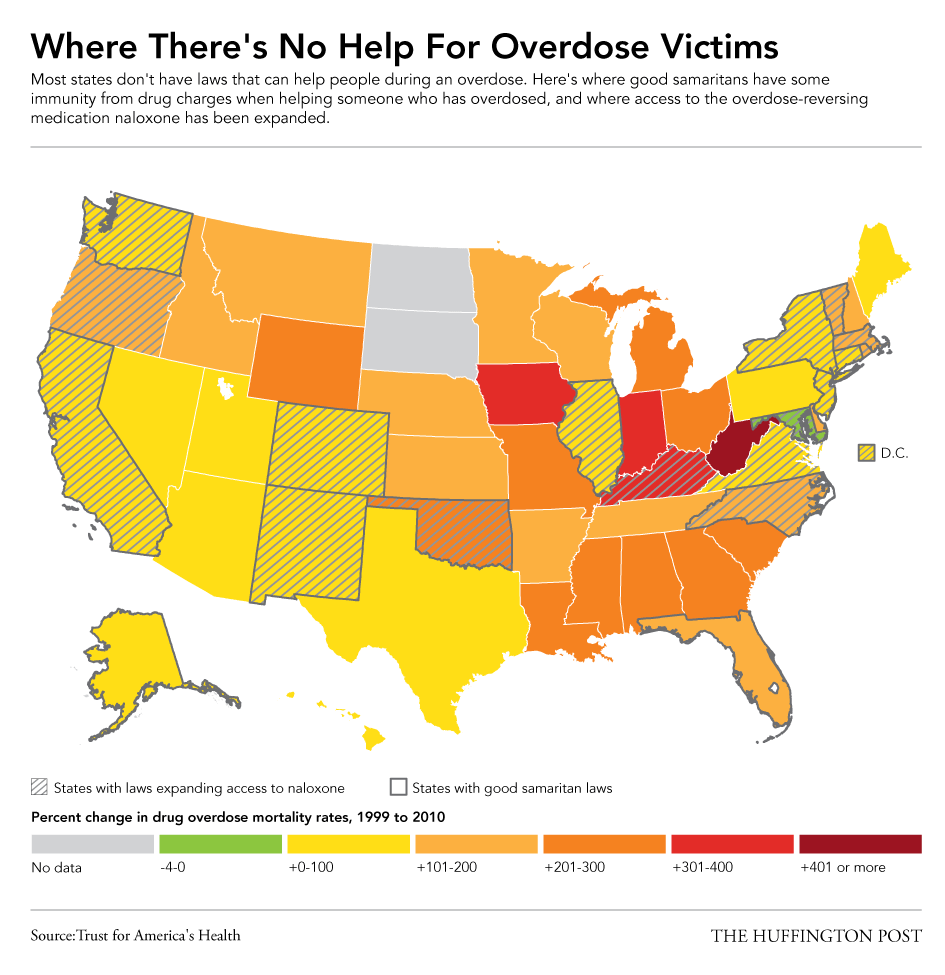 Where There's No Help For Overdose Victims
Most states don't have laws that can help people during an overdose. Here's where good samaritans have some
immunity from drug charges when helping someone who has overdosed, and where access to the overdose-reversing
medication naloxone has been expanded.
D.C.
States with laws expanding access to naloxone
States with good samaritan laws
Percent change in drug overdose mortality rates, 1999 to 2010
No data
-4-0
+0-100
+101-200
+201-300
+301-400
+401 or more
Source:Trust for America's Health
THE HUFFINGTON POST